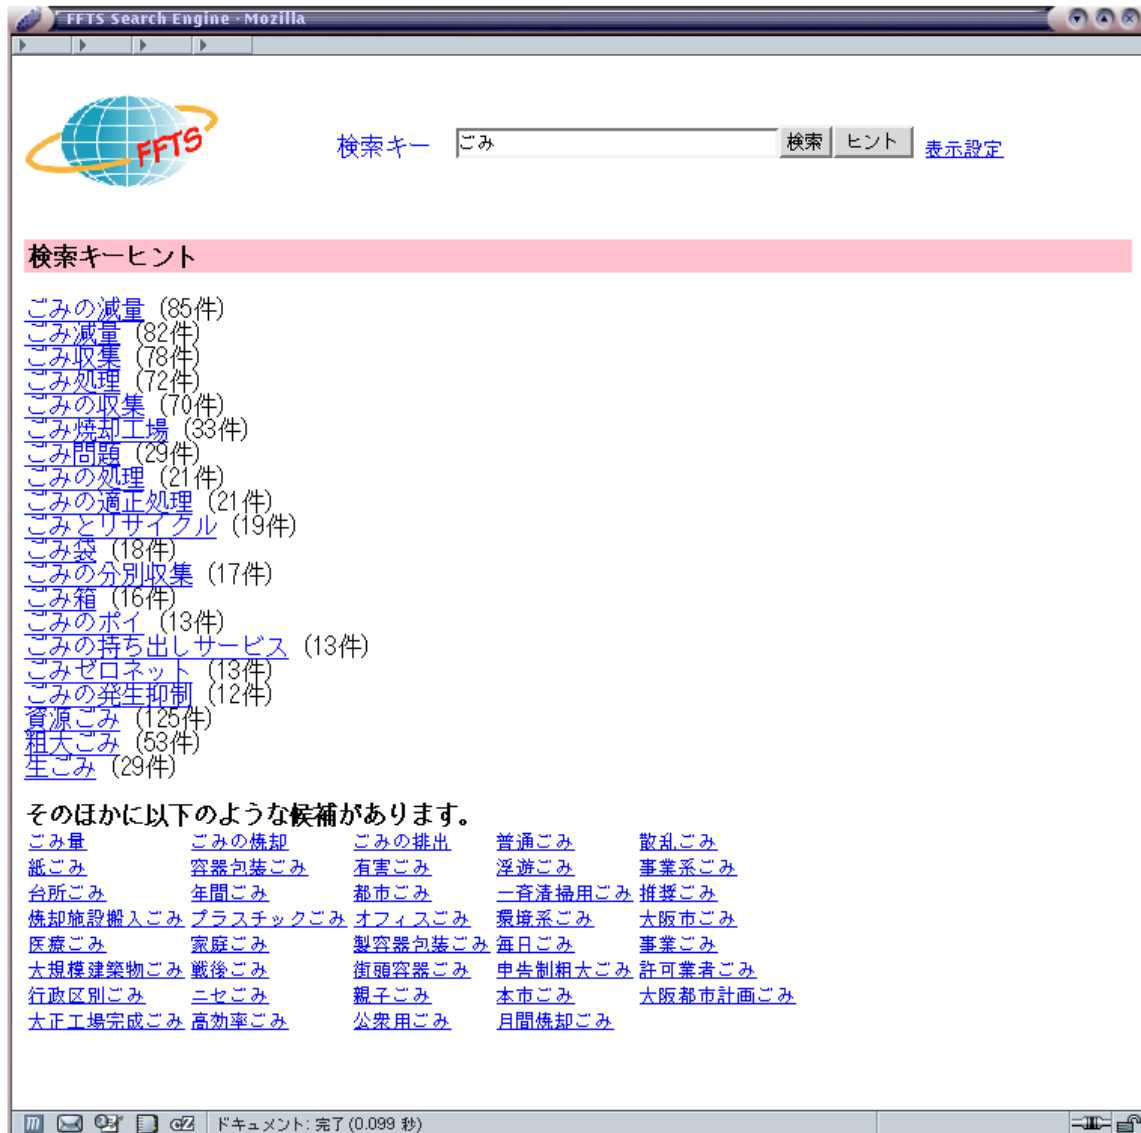 FFTS Search Engine - Mozilla
FFTS
検索キー ごみ 検索 ヒント 表示設定
検索キーヒント
ごみの減量 (85件)
ごみ減量 (82件)
ごみ収集 (78件)
ごみ処理 (72件)
ごみの収集 (70件)
ごみ焼却工場 (33件)
ごみ問題 (29件)
ごみの処理 (21件)
ごみの適正処理 (21件)
ごみとリサイクル (19件)
ごみ袋 (18件)
ごみの分別収集 (17件)
ごみ箱 (16件)
ごみのポイ (13件)
ごみの持ち出しサービス (13件)
ごみゼロネット (13件)
ごみの発生抑制 (12件)
資源ごみ (125件)
粗大ごみ (53件)
生ごみ (29件)
そのほかに以下のような候補があります。
ごみ量 ごみの焼却 ごみの排出 普通ごみ 散乱ごみ
紙ごみ 容器包装ごみ 有害ごみ 浮遊ごみ 事業系ごみ
台所ごみ 年間ごみ 都市ごみ 一斉清掃用ごみ 推奨ごみ
焼却施設搬入ごみ プラスチックごみ オフィスごみ 環境系ごみ 大阪市ごみ
医療ごみ 家庭ごみ 製容器包装ごみ 毎日ごみ 事業ごみ
大規模建築物ごみ 戦後ごみ 街頭容器ごみ 申告制粗大ごみ 許可業者ごみ
行政区別ごみ ニセごみ 親子ごみ 本市ごみ 大阪都市計画ごみ
大正工場完成ごみ 高効率ごみ 公衆用ごみ 月間焼却ごみ
ドキュメント: 完了 (0.099 秒)